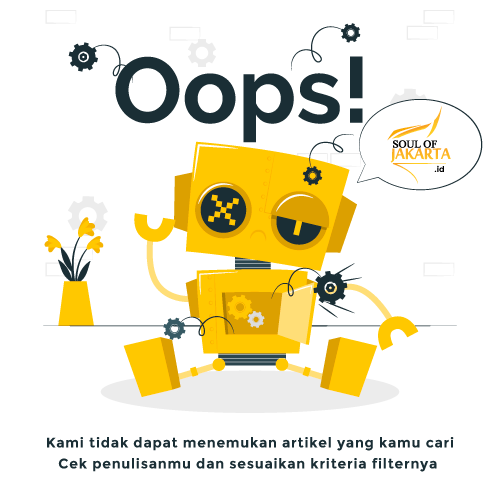 Oops!
SOUL OF
JAKARTA
.id
Kami tidak dapat menemukan artikel yang kamu cari
Cek penulisanmu dan sesuaikan kriteria filternya